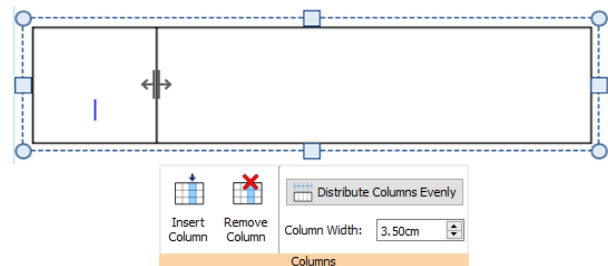 Insert Column
Remove Column
Distribute Columns Evenly
Column Width: 3.50cm
Columns